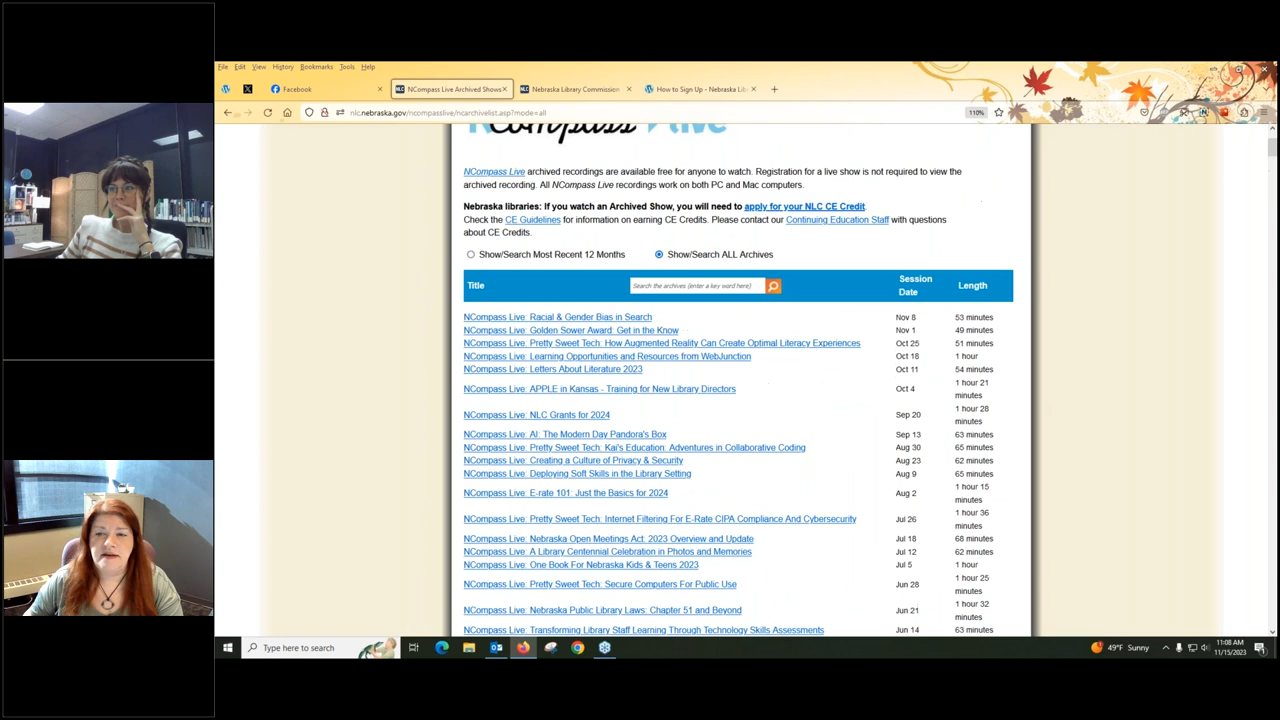 File Edit View History Bookmarks Tools Help
Facebook
NCompass Live Archived Shows
Nebraska Library Commission
How to Sign Up - Nebraska Lib
nlc.nebraska.gov/ncompasslive/ncarchivelist.asp?mode=all
110%
NCompass Live
NCompass Live archived recordings are available free for anyone to watch. Registration for a live show is not required to view the
archived recording. All NCompass Live recordings work on both PC and Mac computers.
Nebraska libraries: If you watch an Archived Show, you will need to apply for your NLC CE Credit.
Check the CE Guidelines for information on earning CE Credits. Please contact our Continuing Education Staff with questions
about CE Credits.
Show/Search Most Recent 12 Months Show/Search ALL Archives
Title Search the archives (enter a key word here) Session Date Length
NCompass Live: Racial & Gender Bias in Search Nov 8 53 minutes
NCompass Live: Golden Sower Award: Get in the Know Nov 1 49 minutes
NCompass Live: Pretty Sweet Tech: How Augmented Reality Can Create Optimal Literacy Experiences Oct 25 51 minutes
NCompass Live: Learning Opportunities and Resources from WebJunction Oct 18 1 hour
NCompass Live: Letters About Literature 2023 Oct 11 54 minutes
NCompass Live: APPLE in Kansas - Training for New Library Directors Oct 4 1 hour 21 minutes
NCompass Live: NLC Grants for 2024 Sep 20 1 hour 28 minutes
NCompass Live: AI: The Modern Day Pandora's Box Sep 13 63 minutes
NCompass Live: Pretty Sweet Tech: Kai's Education: Adventures in Collaborative Coding Aug 30 65 minutes
NCompass Live: Creating a Culture of Privacy & Security Aug 23 62 minutes
NCompass Live: Deploying Soft Skills in the Library Setting Aug 9 65 minutes
NCompass Live: E-rate 101: Just the Basics for 2024 Aug 2 1 hour 15 minutes
NCompass Live: Pretty Sweet Tech: Internet Filtering For E-Rate CIPA Compliance And Cybersecurity Jul 26 1 hour 36 minutes
NCompass Live: Nebraska Open Meetings Act: 2023 Overview and Update Jul 18 68 minutes
NCompass Live: A Library Centennial Celebration in Photos and Memories Jul 12 62 minutes
NCompass Live: One Book For Nebraska Kids & Teens 2023 Jul 5 1 hour
NCompass Live: Pretty Sweet Tech: Secure Computers For Public Use Jun 28 1 hour 25 minutes
NCompass Live: Nebraska Public Library Laws: Chapter 51 and Beyond Jun 21 1 hour 32 minutes
NCompass Live: Transforming Library Staff Learning Through Technology Skills Assessments Jun 14 63 minutes
Type here to search
49°F Sunny
11:08 AM
11/15/2023